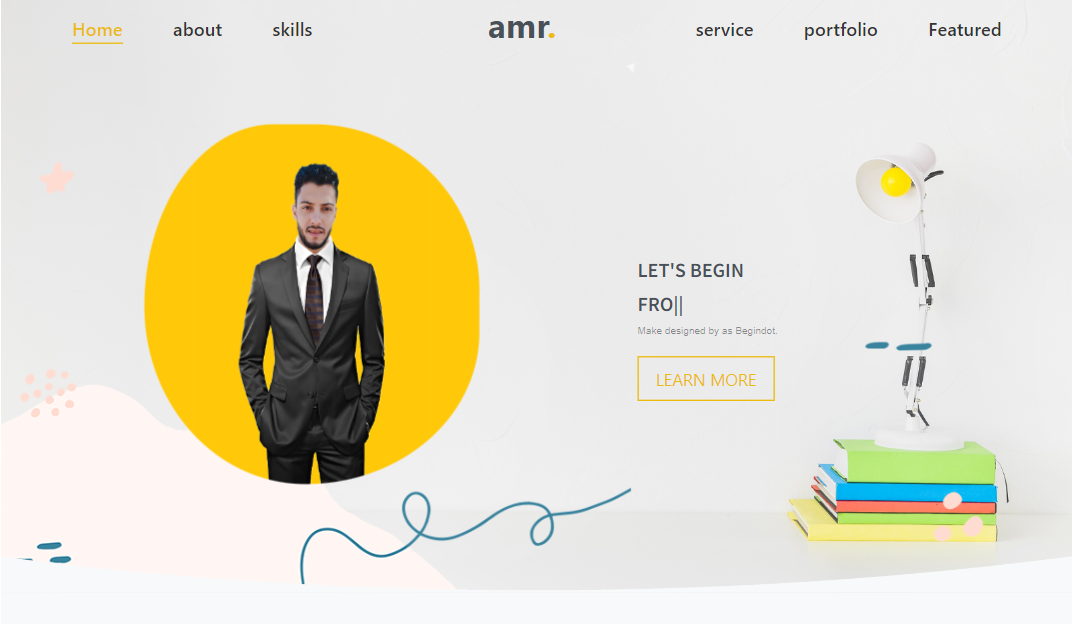 Home about skills amr. service portfolio Featured
LET'S BEGIN
FRO||
Make designed by as Begindot.
LEARN MORE